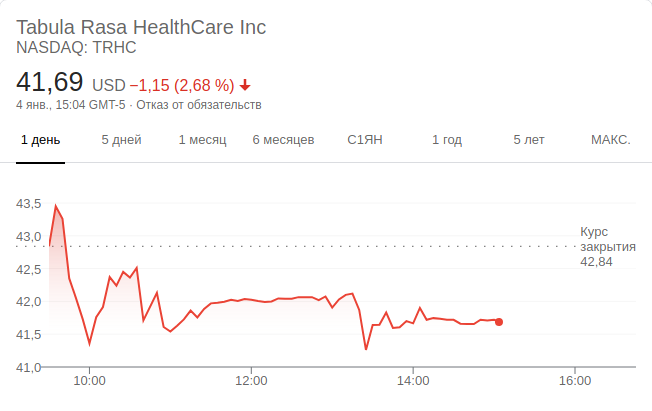 Tabula Rasa HealthCare Inc
NASDAQ: TRHC
41,69 USD −1,15 (2,68 %)
4 янв., 15:04 GMT-5 · Отказ от обязательств
1 день 5 дней 1 месяц 6 месяцев С1ЯН 1 год 5 лет МАКС.
43,5
43,0
42,5
42,0
41,5
41,0
Курс
закрытия
42,84
10:00 12:00 14:00 16:00